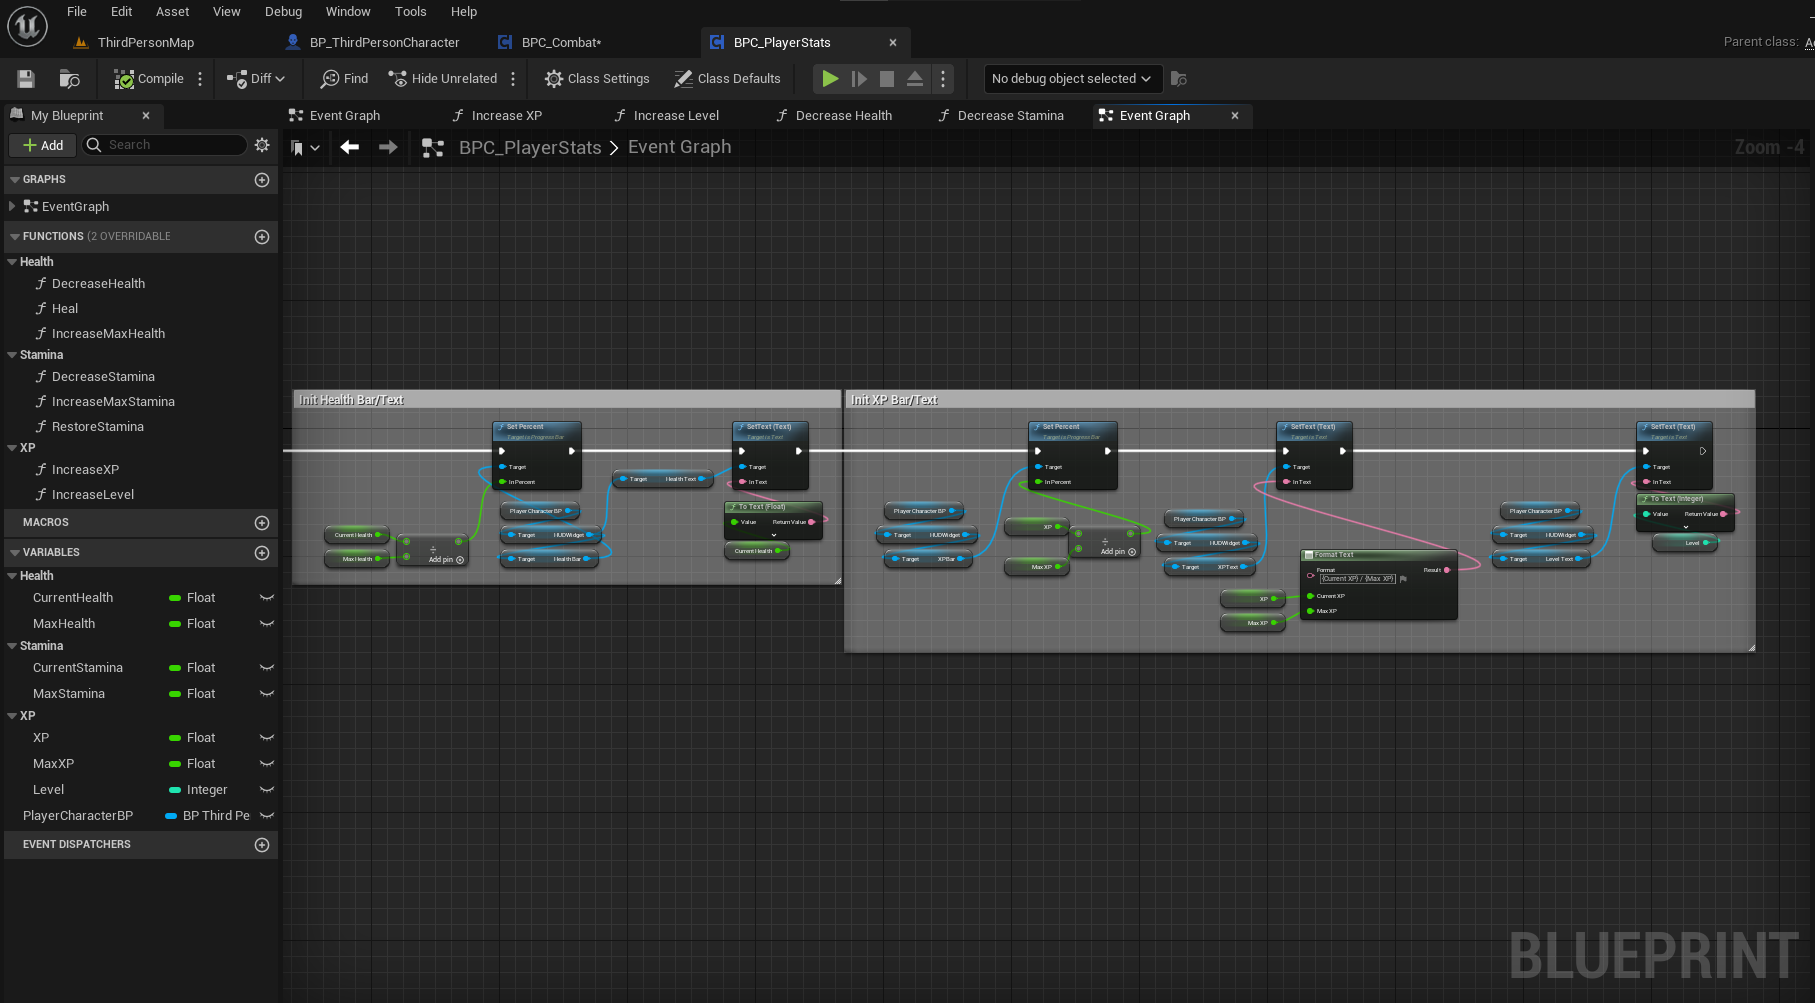 File Edit Asset View Debug Window Tools Help
ThirdPersonMap BP_ThirdPersonCharacter BPC_Combat* BPC_PlayerStats
Parent class:
Compile Diff Find Hide Unrelated Class Settings Class Defaults No debug object selected
My Blueprint
Event Graph Increase XP Increase Level Decrease Health Decrease Stamina Event Graph
Add Search
BPC_PlayerStats Event Graph
Zoom -4
GRAPHS
EventGraph
FUNCTIONS (2 OVERRIDABLE
Health
DecreaseHealth
Heal
IncreaseMaxHealth
Stamina
DecreaseStamina
IncreaseMaxStamina
RestoreStamina
XP
IncreaseXP
IncreaseLevel
MACROS
VARIABLES
Health
CurrentHealth Float
MaxHealth Float
Stamina
CurrentStamina Float
MaxStamina Float
XP
XP Float
MaxXP Float
Level Integer
PlayerCharacterBP BP Third Pe
EVENT DISPATCHERS
Init Health Bar/Text
Set Percent
Target is Progress Bar
Target
In Percent
Player Character BP
Target HUDWidget
Target Health Bar
Current Health
Max Health
÷
Add pin
Target Health Text
SetText (Text)
Target is Text
Target
In Text
To Text (Float)
Value Return Value
Current Health
Init XP Bar/Text
Set Percent
Target is Progress Bar
Target
In Percent
Player Character BP
Target HUDWidget
Target XPBar
XP
Max XP
÷
Add pin
SetText (Text)
Target is Text
Target
In Text
Player Character BP
Target HUDWidget
Target XPText
Format Text
Format Result
{Current XP} / {Max XP}
Current XP
Max XP
XP
Max XP
SetText (Text)
Target is Text
Target
In Text
Player Character BP
Target HUDWidget
Target Level Text
To Text (Integer)
Value Return Value
Level
BLUEPRINT